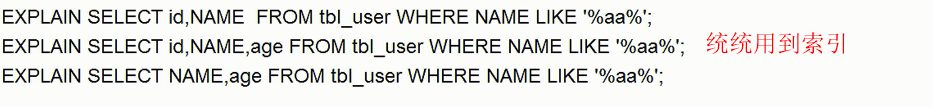 EXPLAIN SELECT id,NAME  FROM tbl_user WHERE NAME LIKE '%aa%';
EXPLAIN SELECT id,NAME,age FROM tbl_user WHERE NAME LIKE '%aa%'; 统统用到索引
EXPLAIN SELECT NAME,age FROM tbl_user WHERE NAME LIKE '%aa%';